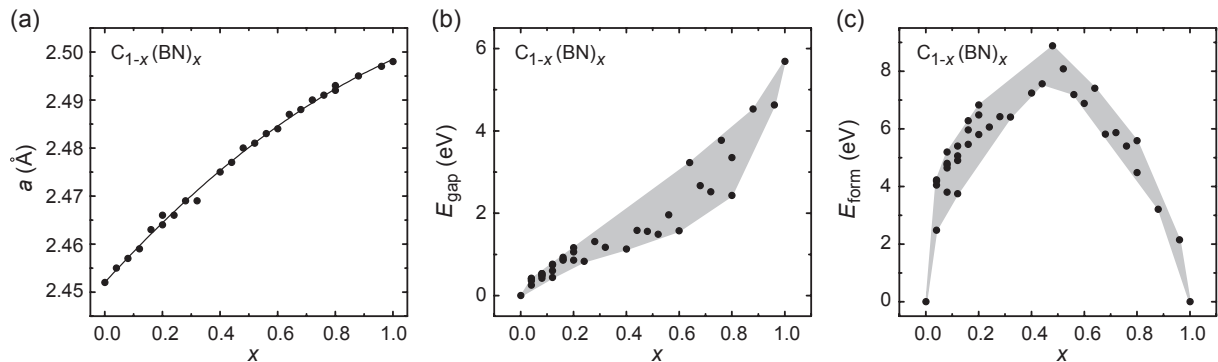 (a)
C1-x(BN)x
2.50
2.49
2.48
2.47
2.46
2.45
a (Å)
0.0 0.2 0.4 0.6 0.8 1.0
x
(b)
C1-x(BN)x
6
4
2
0
Egap (eV)
0.0 0.2 0.4 0.6 0.8 1.0
x
(c)
C1-x(BN)x
8
6
4
2
0
Eform (eV)
0.0 0.2 0.4 0.6 0.8 1.0
x